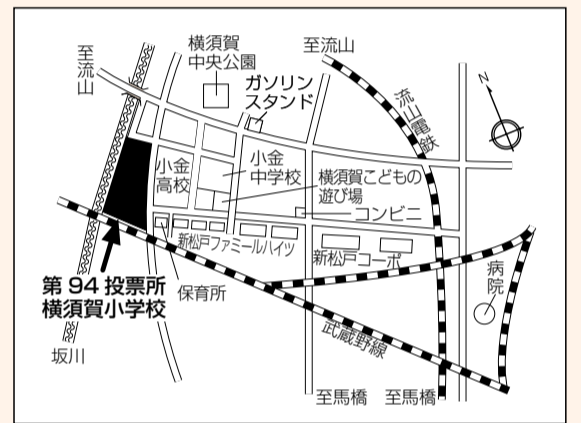 至流山
横須賀
中央公園
ガソリン
スタンド
至流山
流山電鉄
N
小金
高校
小金
中学校
横須賀こどもの
遊び場
コンビニ
新松戸ファミールハイツ
新松戸コーポ
病院
第94投票所
横須賀小学校
保育所
武蔵野線
坂川
至馬橋
至馬橋